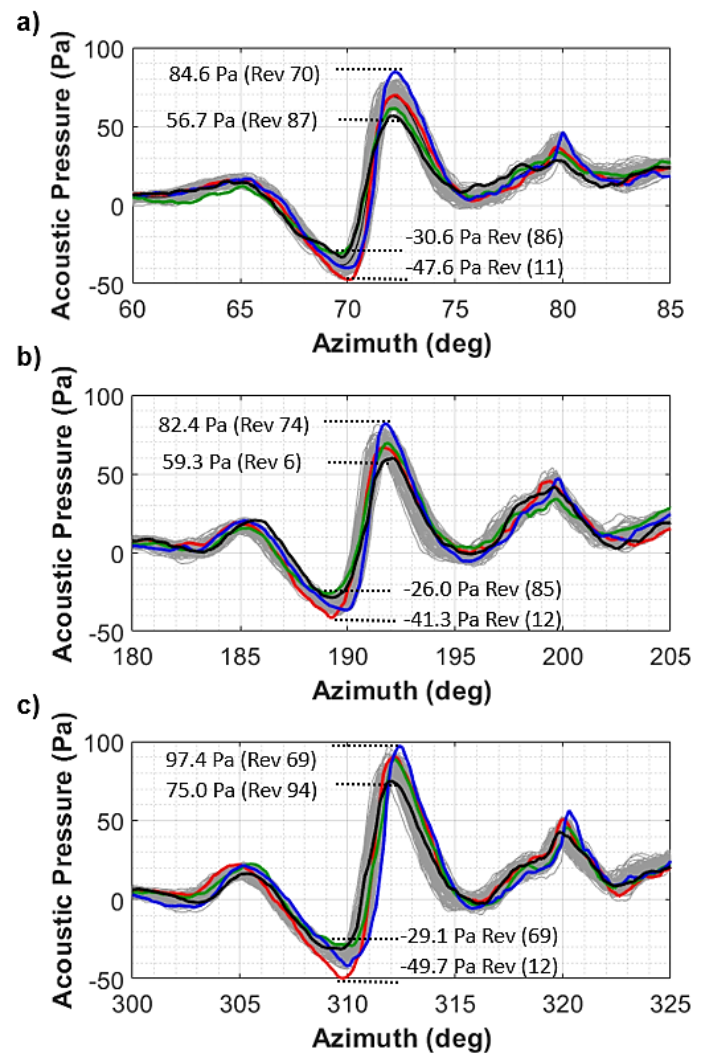 a)
100
50
0
-50
Acoustic Pressure (Pa)
84.6 Pa (Rev 70)
56.7 Pa (Rev 87)
-30.6 Pa Rev (86)
-47.6 Pa Rev (11)
60 65 70 75 80 85
Azimuth (deg)
b)
100
50
0
-50
Acoustic Pressure (Pa)
82.4 Pa (Rev 74)
59.3 Pa (Rev 6)
-26.0 Pa Rev (85)
-41.3 Pa Rev (12)
180 185 190 195 200 205
Azimuth (deg)
c)
100
50
0
-50
Acoustic Pressure (Pa)
97.4 Pa (Rev 69)
75.0 Pa (Rev 94)
-29.1 Pa Rev (69)
-49.7 Pa Rev (12)
300 305 310 315 320 325
Azimuth (deg)